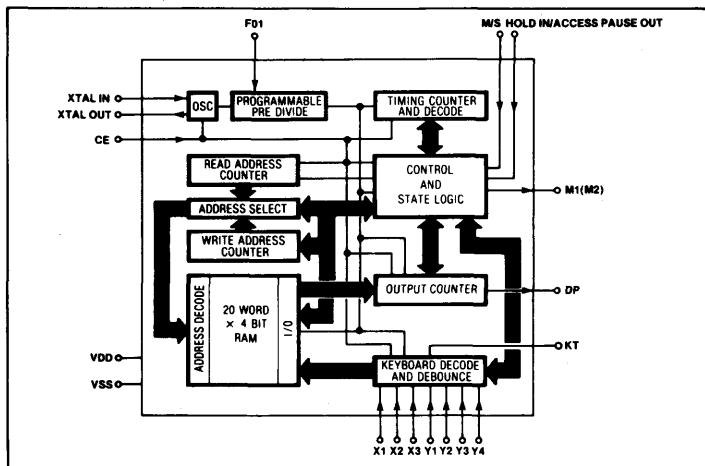 F01
M/S HOLD IN/ACCESS PAUSE OUT
XTAL IN
XTAL OUT
OSC
PROGRAMMABLE
PRE DIVIDE
TIMING COUNTER
AND DECODE
CE
READ ADDRESS
COUNTER
CONTROL
AND
STATE LOGIC
M1(M2)
ADDRESS SELECT
WRITE ADDRESS
COUNTER
ADDRESS DECODE
20 WORD
× 4 BIT
RAM
I/O
OUTPUT COUNTER
DP
KT
VDD
VSS
KEYBOARD DECODE
AND DEBOUNCE
X1 X2 X3 Y1 Y2 Y3 Y4